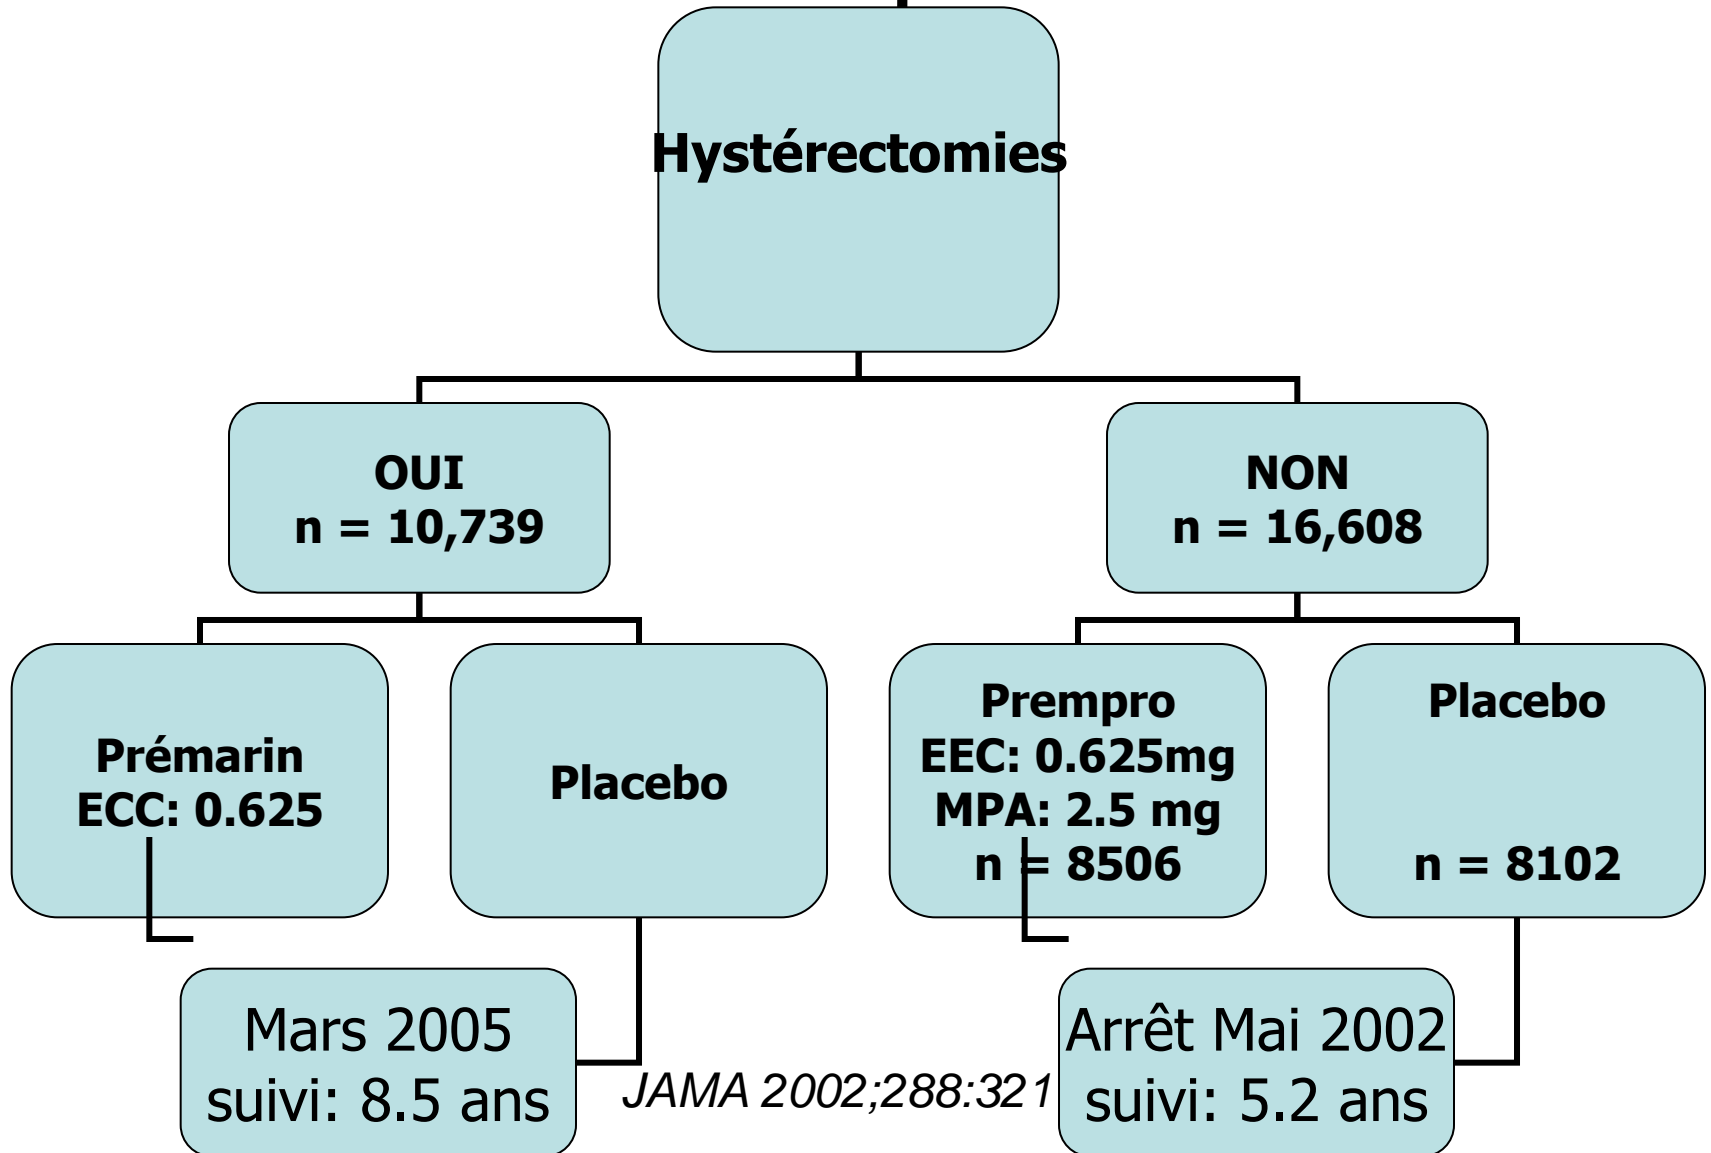 Hystérectomies
OUI
n = 10,739
NON
n = 16,608
Prémarin
ECC: 0.625
Placebo
Prempro
EEC: 0.625mg
MPA: 2.5 mg
n = 8506
Placebo
n = 8102
Mars 2005
suivi: 8.5 ans
JAMA 2002;288:321
Arrêt Mai 2002
suivi: 5.2 ans